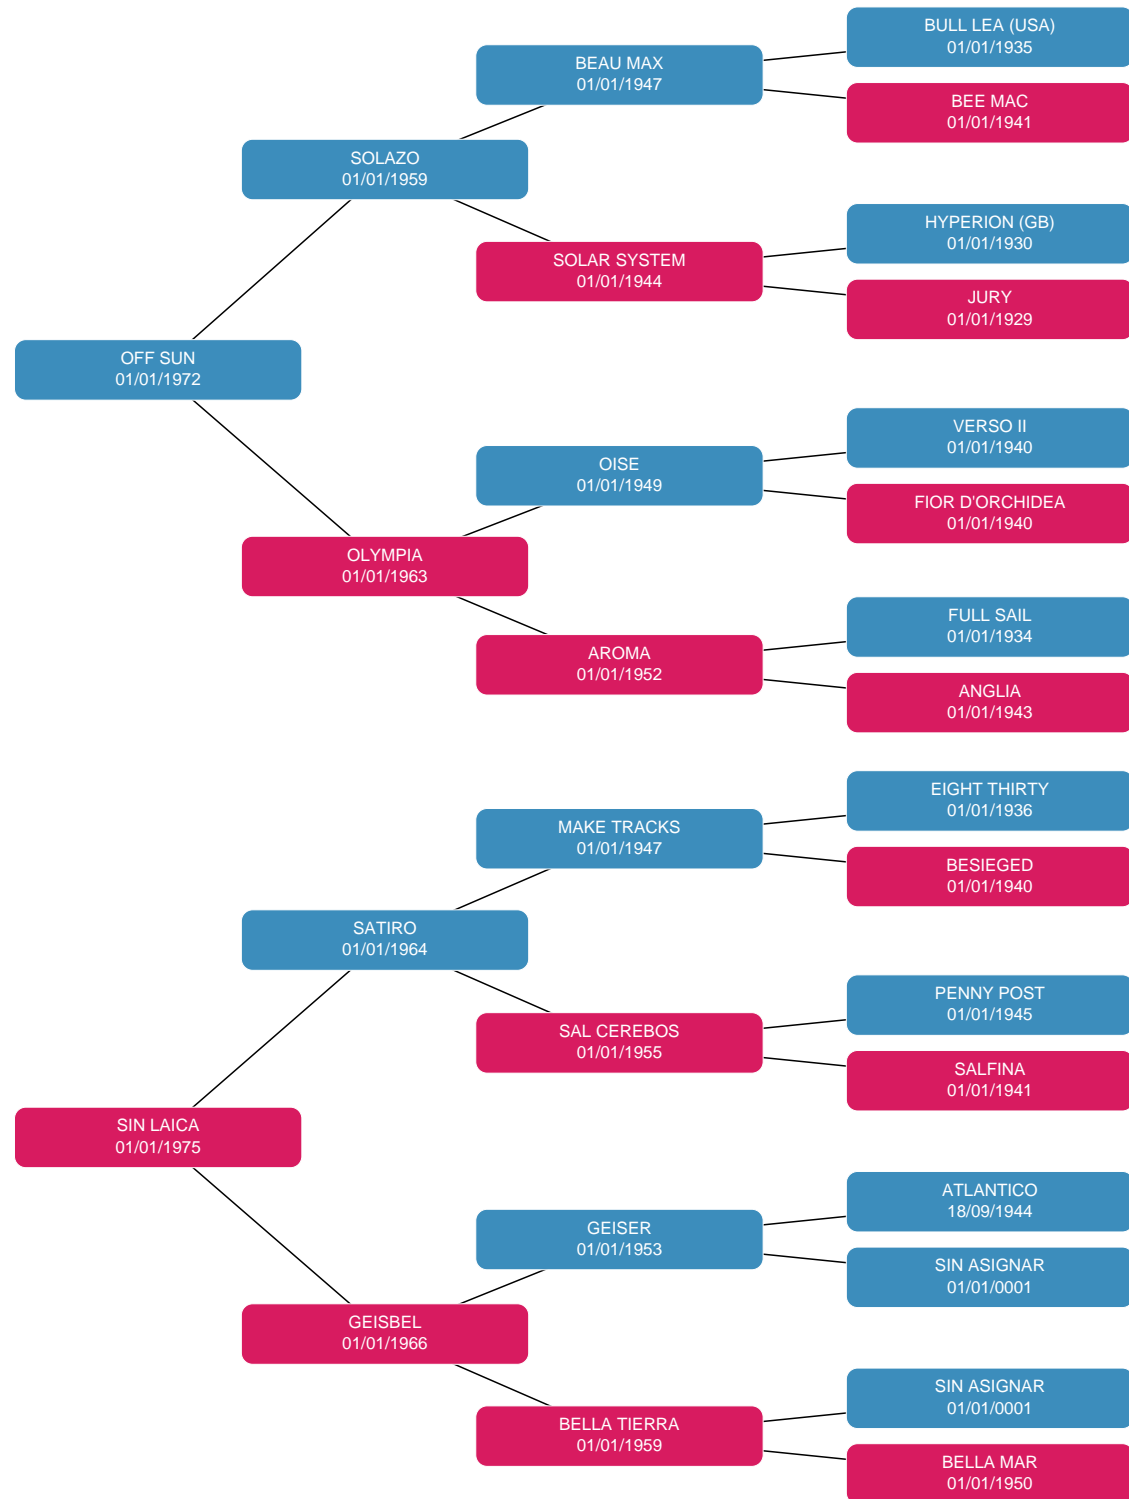 BULL LEA (USA)
01/01/1935
BEAU MAX
01/01/1947
BEE MAC
01/01/1941
SOLAZO
01/01/1959
HYPERION (GB)
01/01/1930
SOLAR SYSTEM
01/01/1944
JURY
01/01/1929
OFF SUN
01/01/1972
VERSO II
01/01/1940
OISE
01/01/1949
FIOR D'ORCHIDEA
01/01/1940
OLYMPIA
01/01/1963
FULL SAIL
01/01/1934
AROMA
01/01/1952
ANGLIA
01/01/1943
EIGHT THIRTY
01/01/1936
MAKE TRACKS
01/01/1947
BESIEGED
01/01/1940
SATIRO
01/01/1964
PENNY POST
01/01/1945
SAL CEREBOS
01/01/1955
SALFINA
01/01/1941
SIN LAICA
01/01/1975
ATLANTICO
18/09/1944
GEISER
01/01/1953
SIN ASIGNAR
01/01/0001
GEISBEL
01/01/1966
SIN ASIGNAR
01/01/0001
BELLA TIERRA
01/01/1959
BELLA MAR
01/01/1950